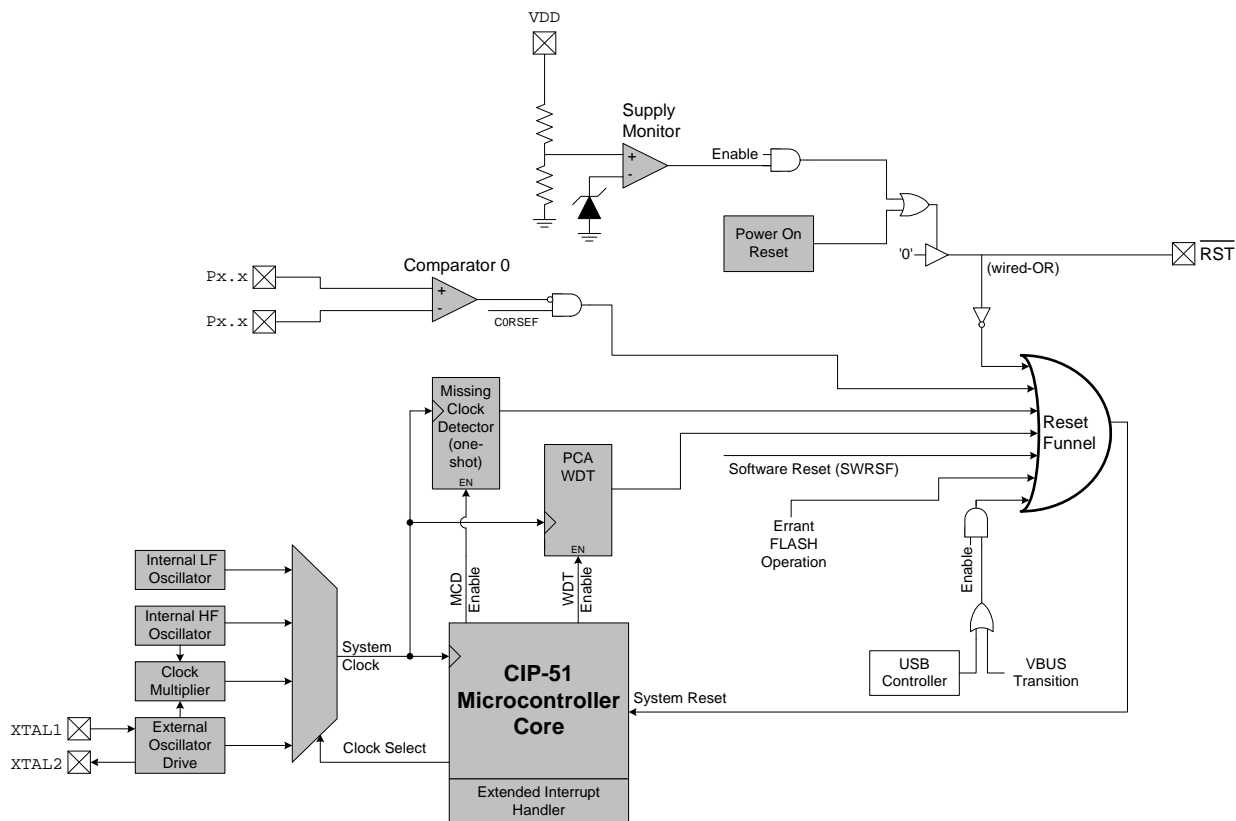 VDD
Supply
Monitor
+
-
Enable
Power On
Reset
'0'
(wired-OR)
RST
Px.x
Px.x
Comparator 0
+
-
C0RSEF
Missing
Clock
Detector
(one-
shot)
EN
PCA
WDT
EN
Reset
Funnel
Software Reset (SWRSF)
Errant
FLASH
Operation
Enable
Internal LF
Oscillator
Internal HF
Oscillator
Clock
Multiplier
External
Oscillator
Drive
XTAL1
XTAL2
System
Clock
MCD
Enable
WDT
Enable
CIP-51
Microcontroller
Core
System Reset
Clock Select
Extended Interrupt
Handler
USB
Controller
VBUS
Transition